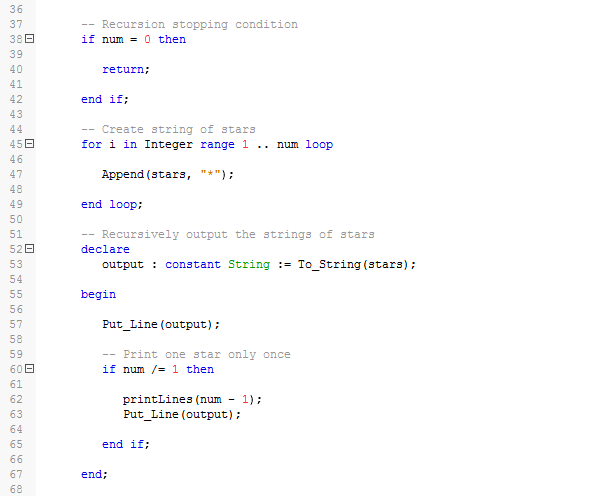 36
37 -- Recursion stopping condition
38 if num = 0 then
39
40 return;
41
42 end if;
43
44 -- Create string of stars
45 for i in Integer range 1 .. num loop
46
47 Append(stars, "*");
48
49 end loop;
50
51 -- Recursively output the strings of stars
52 declare
53 output : constant String := To_String(stars);
54
55 begin
56
57 Put_Line(output);
58
59 -- Print one star only once
60 if num /= 1 then
61
62 printLines(num - 1);
63 Put_Line(output);
64
65 end if;
66
67 end;
68